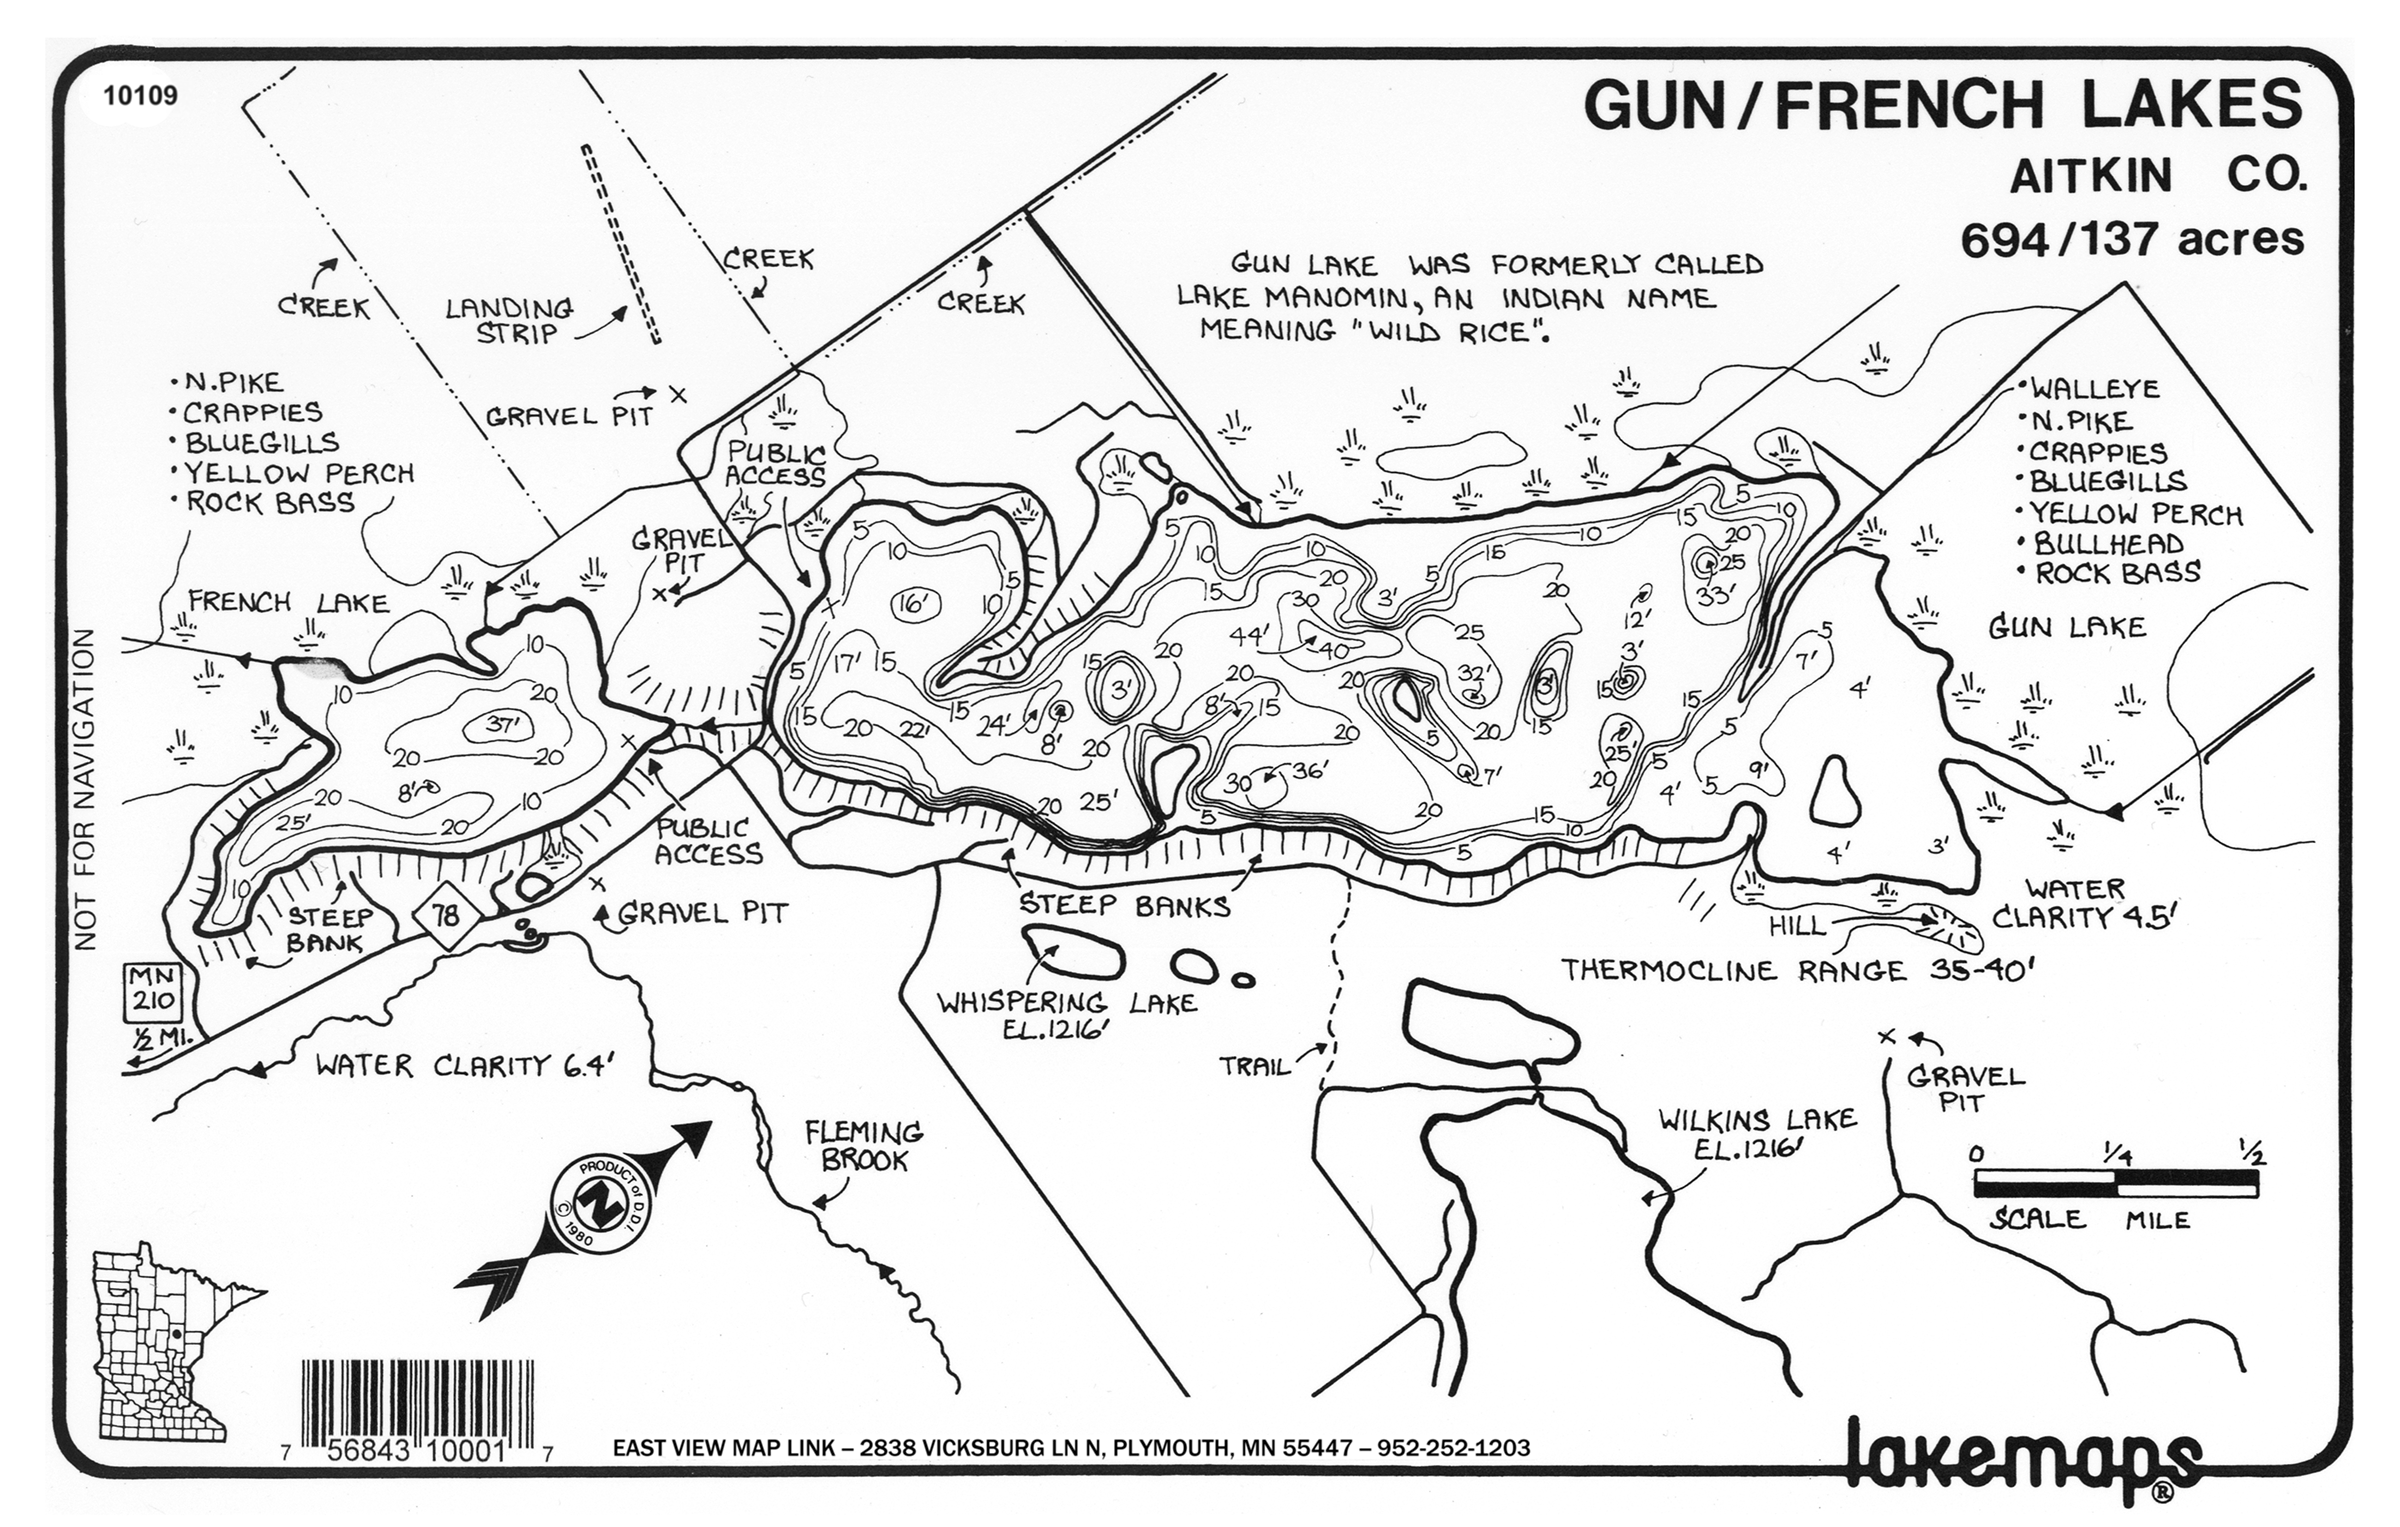 10109
GUN/FRENCH LAKES
AITKIN CO.
694/137 acres
CREEK
CREEK
CREEK
LANDING
STRIP
GRAVEL PIT
GUN LAKE WAS FORMERLY CALLED
LAKE MANOMIN, AN INDIAN NAME
MEANING "WILD RICE".
•N.PIKE
•CRAPPIES
•BLUEGILLS
•YELLOW PERCH
•ROCK BASS
FRENCH LAKE
PUBLIC
ACCESS
GRAVEL
PIT
•WALLEYE
•N.PIKE
•CRAPPIES
•BLUEGILLS
•YELLOW PERCH
•BULLHEAD
•ROCK BASS
GUN LAKE
NOT FOR NAVIGATION
10
10
20
37'
20
20
8'
20
25'
10
20
10
5
10
5
16'
10
5
17'
15
15
20
22'
15
24'
8'
20
15
3'
20
5
10
15
10
20
30
44'
40
3'
5
15
10
20
25
32'
20
8'
15
20
20
5
7'
20
30
36'
20
25'
5
20
15
10
5
3'
15
12'
3'
15
25'
20
5
15
5
10
15
20
25
33'
5
7'
4'
5
9'
5
4'
4'
3'
PUBLIC
ACCESS
STEEP
BANK
78
GRAVEL PIT
STEEP BANKS
WHISPERING LAKE
EL.1216'
MN
210
½ MI.
WATER CLARITY 6.4'
FLEMING
BROOK
TRAIL
HILL
WATER
CLARITY 4.5'
THERMOCLINE RANGE 35-40'
GRAVEL
PIT
WILKINS LAKE
EL.1216'
0 ¼ ½
SCALE MILE
PRODUCT of D.D.I.
N
© 1980
7 56843 10001 7
EAST VIEW MAP LINK – 2838 VICKSBURG LN N, PLYMOUTH, MN 55447 – 952-252-1203
lakemaps®